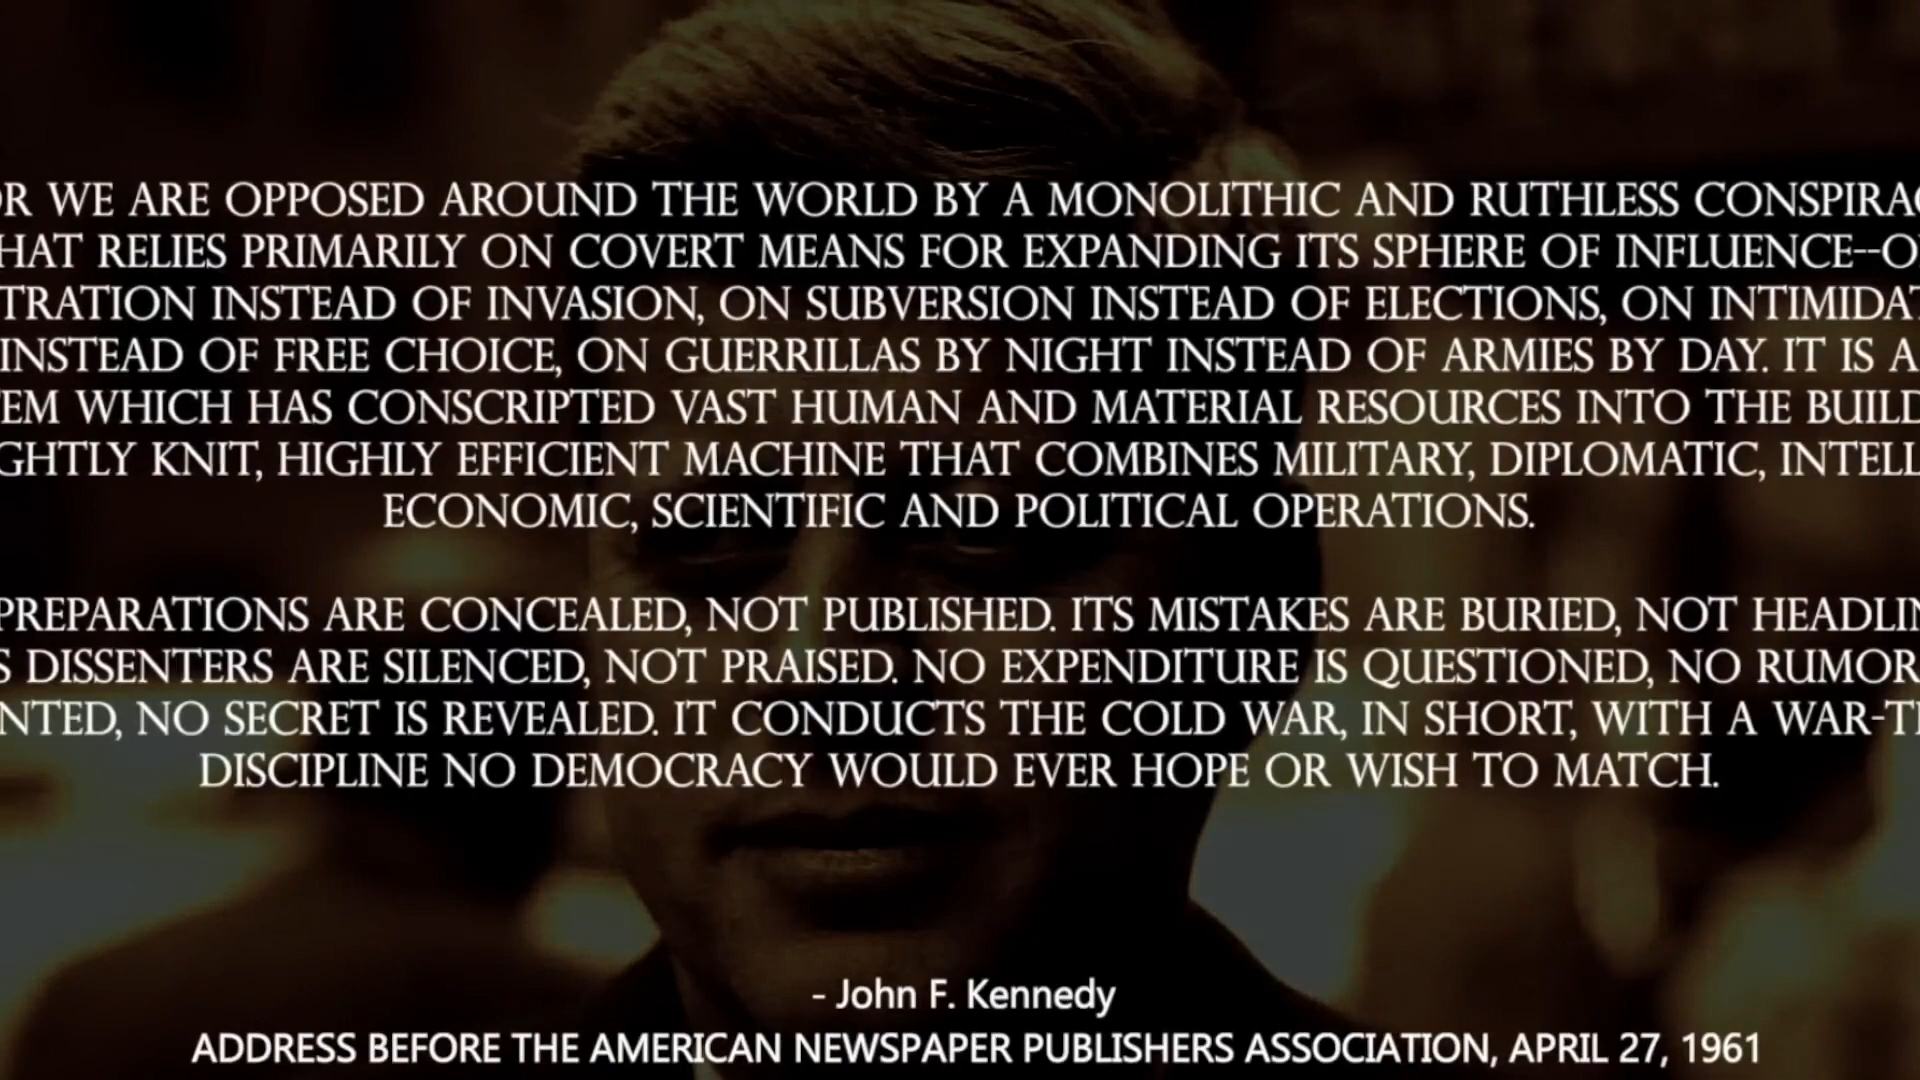 OR WE ARE OPPOSED AROUND THE WORLD BY A MONOLITHIC AND RUTHLESS CONSPIRAC
HAT RELIES PRIMARILY ON COVERT MEANS FOR EXPANDING ITS SPHERE OF INFLUENCE--O
TRATION INSTEAD OF INVASION, ON SUBVERSION INSTEAD OF ELECTIONS, ON INTIMIDAT
INSTEAD OF FREE CHOICE, ON GUERRILLAS BY NIGHT INSTEAD OF ARMIES BY DAY. IT IS A
TEM WHICH HAS CONSCRIPTED VAST HUMAN AND MATERIAL RESOURCES INTO THE BUILD
GHTLY KNIT, HIGHLY EFFICIENT MACHINE THAT COMBINES MILITARY, DIPLOMATIC, INTELL
ECONOMIC, SCIENTIFIC AND POLITICAL OPERATIONS.
PREPARATIONS ARE CONCEALED, NOT PUBLISHED. ITS MISTAKES ARE BURIED, NOT HEADLIN
S DISSENTERS ARE SILENCED, NOT PRAISED. NO EXPENDITURE IS QUESTIONED, NO RUMOR
NTED, NO SECRET IS REVEALED. IT CONDUCTS THE COLD WAR, IN SHORT, WITH A WAR-TI
DISCIPLINE NO DEMOCRACY WOULD EVER HOPE OR WISH TO MATCH.
- John F. Kennedy
ADDRESS BEFORE THE AMERICAN NEWSPAPER PUBLISHERS ASSOCIATION, APRIL 27, 1961